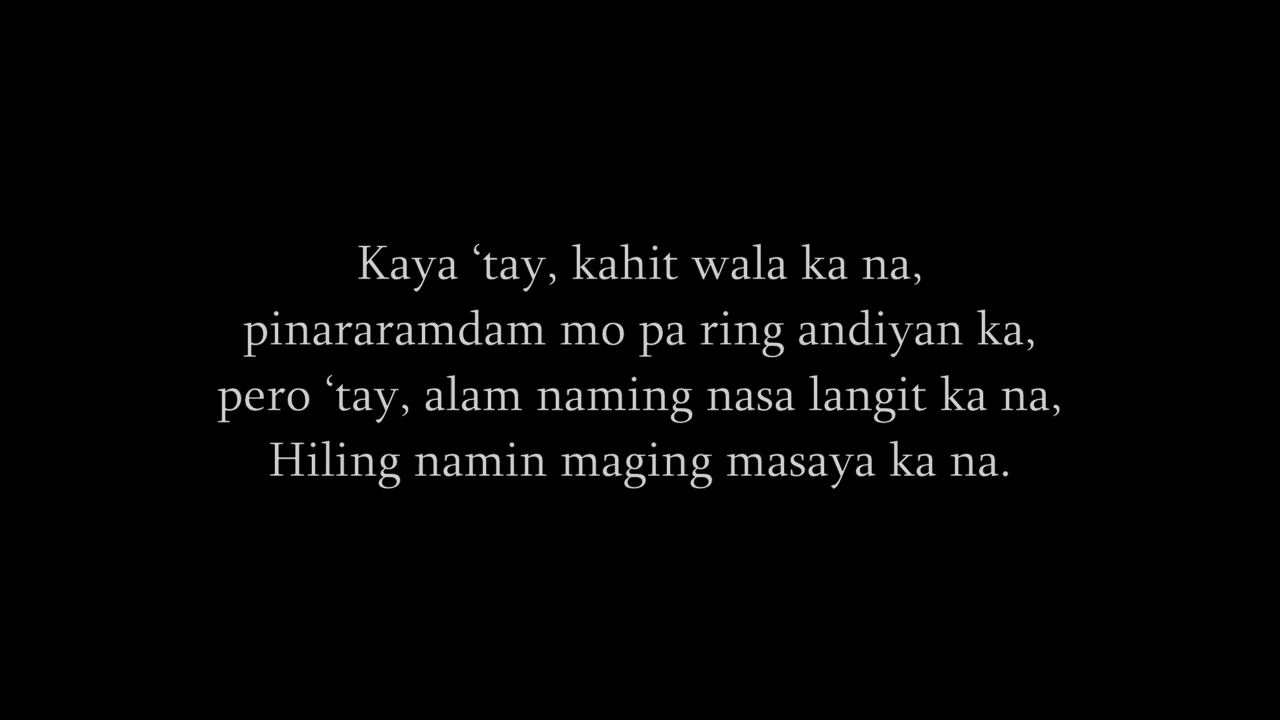 Kaya ‘tay, kahit wala ka na,
pinararamdam mo pa ring andiyan ka,
pero ‘tay, alam naming nasa langit ka na,
Hiling namin maging masaya ka na.